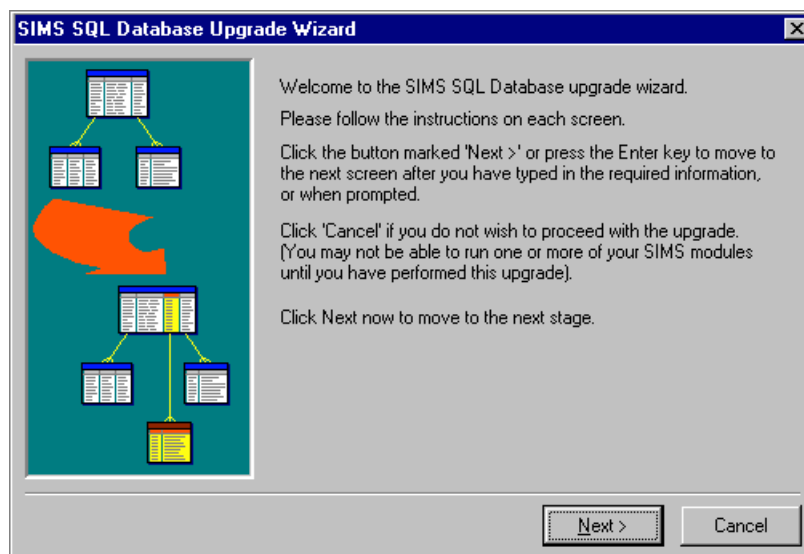 SIMS SQL Database Upgrade Wizard
Welcome to the SIMS SQL Database upgrade wizard.
Please follow the instructions on each screen.
Click the button marked 'Next >' or press the Enter key to move to
the next screen after you have typed in the required information,
or when prompted.
Click 'Cancel' if you do not wish to proceed with the upgrade.
(You may not be able to run one or more of your SIMS modules
until you have performed this upgrade).
Click Next now to move to the next stage.
Next >
Cancel